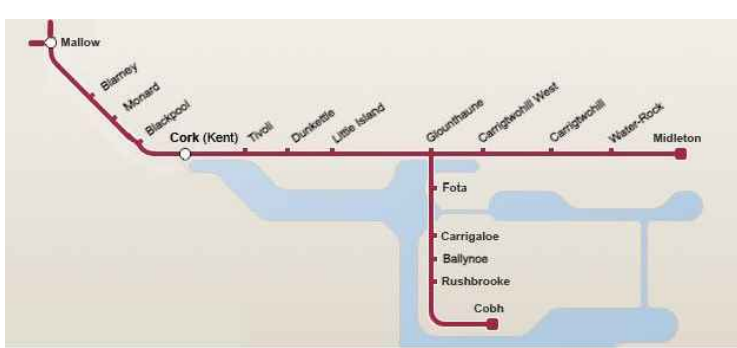 Mallow
Blarney
Monard
Blackpool
Cork (Kent)
Tivoli
Dunkettle
Little Island
Glounthaune
Carrigtwohill West
Carrigtwohill
Water-Rock
Midleton
Fota
Carrigaloe
Ballynoe
Rushbrooke
Cobh